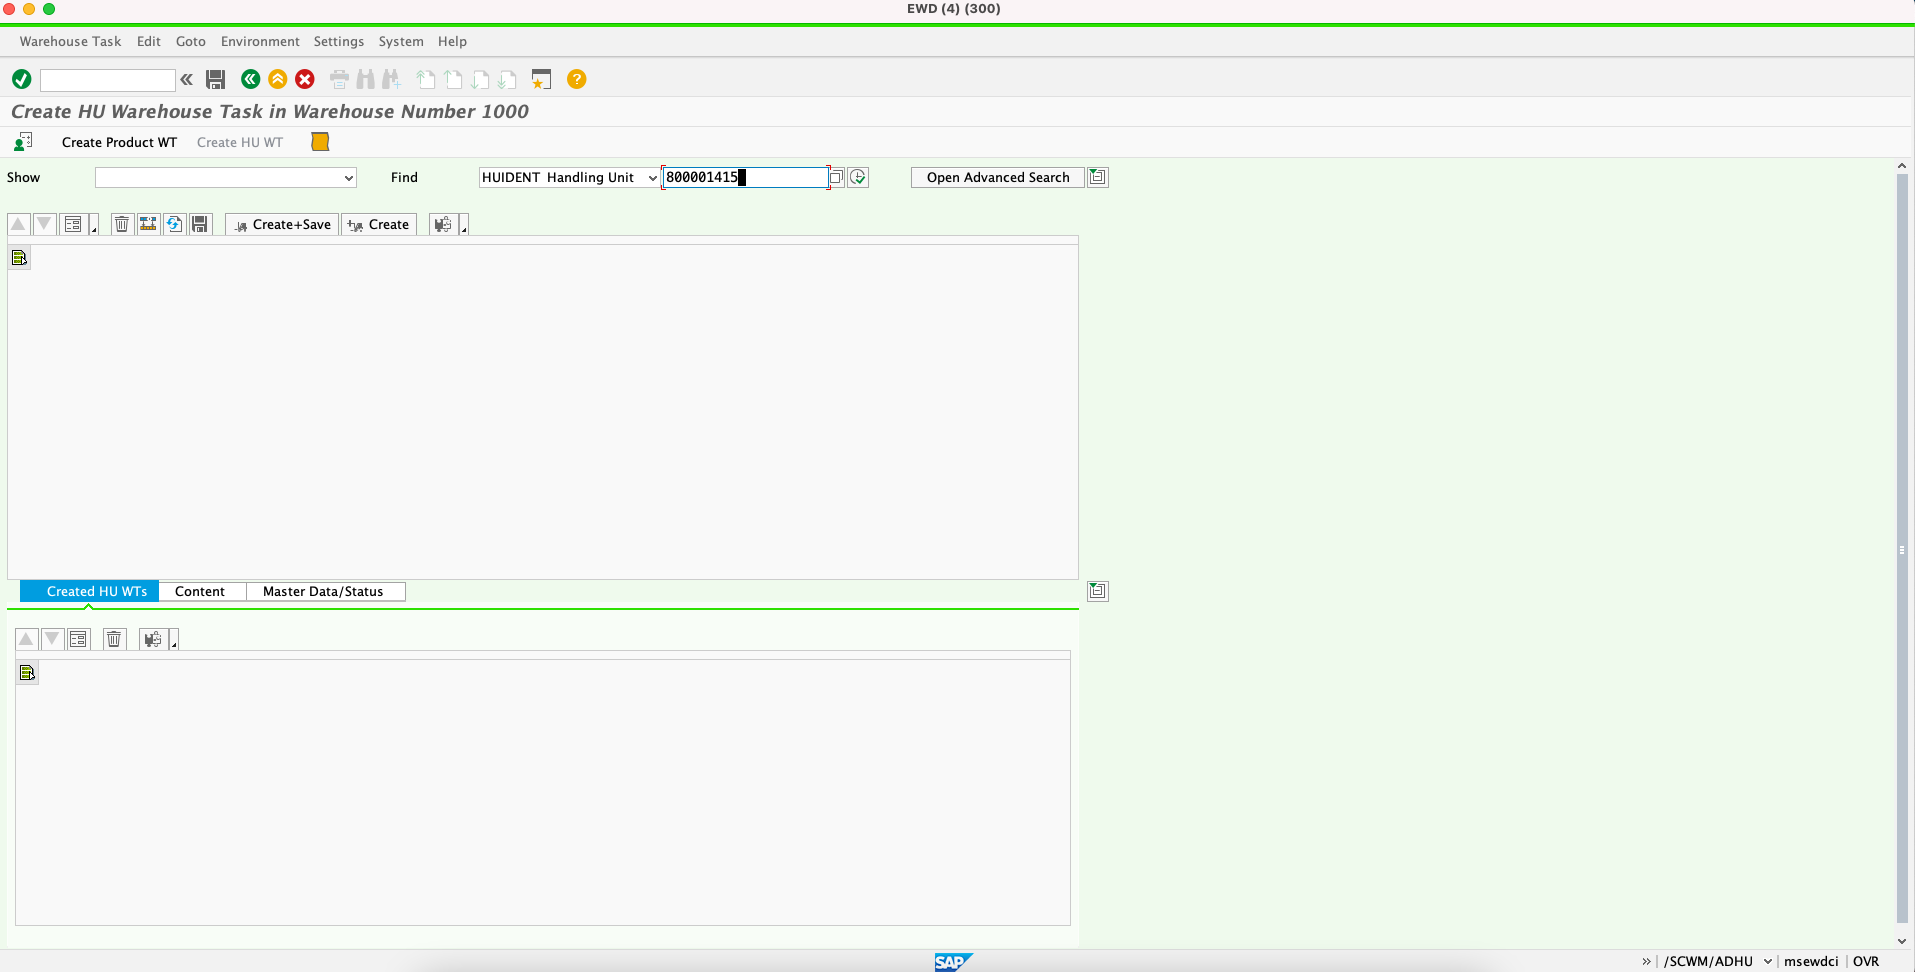 EWD (4) (300)
Warehouse Task Edit Goto Environment Settings System Help
Create HU Warehouse Task in Warehouse Number 1000
Create Product WT Create HU WT
Show Find HUIDENT Handling Unit 800001415 Open Advanced Search
Create+Save Create
Created HU WTs Content Master Data/Status
SAP /SCWM/ADHU msewdci OVR